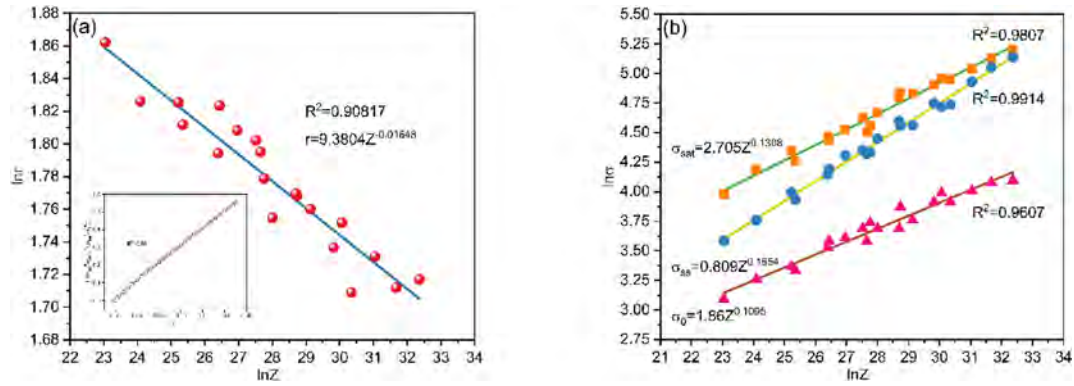 (a)
1.88
1.86
1.84
1.82
1.80
1.78
1.76
1.74
1.72
1.70
1.68
lnr
R²=0.90817
r=9.3804Z^-0.01648
22 23 24 25 26 27 28 29 30 31 32 33 34
lnZ
(b)
5.50
5.25
5.00
4.75
4.50
4.25
4.00
3.75
3.50
3.25
3.00
2.75
lnσ
R²=0.9807
R²=0.9914
σsat=2.705Z^0.1308
R²=0.9607
σss=0.809Z^0.1654
σ0=1.86Z^0.1095
21 22 23 24 25 26 27 28 29 30 31 32 33 34
lnZ